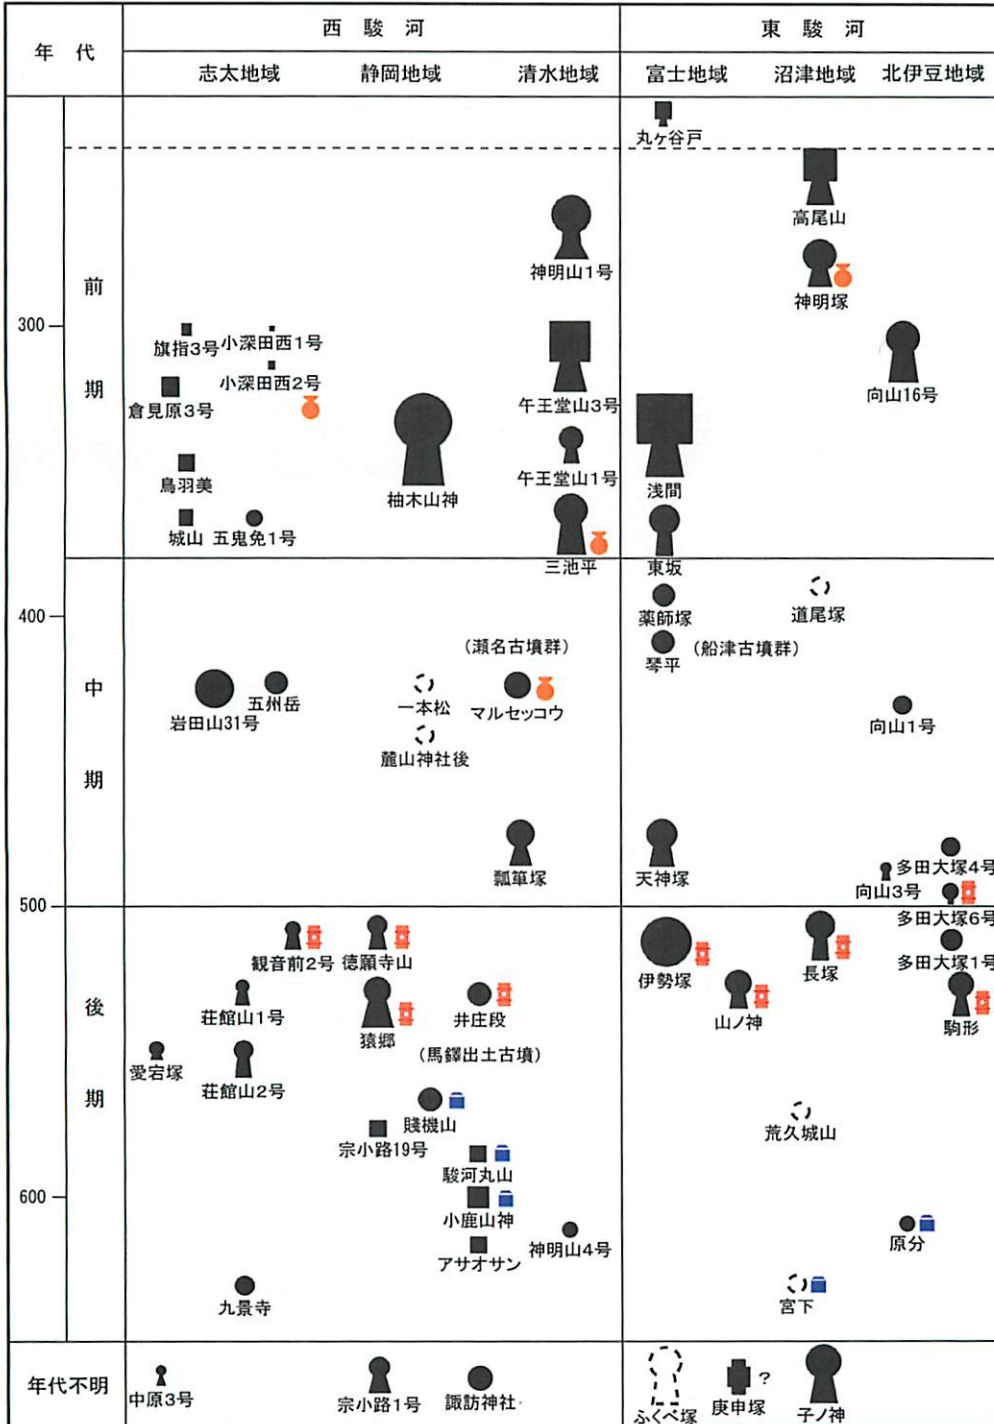 年 代
西 駿 河
東 駿 河
志太地域
静岡地域
清水地域
富士地域
沼津地域
北伊豆地域
丸ヶ谷戸
高尾山
前
期
神明山1号
神明塚
300
旗指3号
小深田西1号
小深田西2号
倉見原3号
午王堂山3号
向山16号
鳥羽美
柚木山神
午王堂山1号
浅間
城山
五鬼免1号
三池平
東坂
400
薬師塚
道尾塚
中
期
(瀬名古墳群)
琴平
(船津古墳群)
岩田山31号
五州岳
一本松
マルセッコウ
向山1号
麓山神社後
瓢箪塚
天神塚
多田大塚4号
向山3号
500
多田大塚6号
後
期
観音前2号
徳願寺山
伊勢塚
長塚
多田大塚1号
荘館山1号
猿郷
井庄段
山ノ神
駒形
(馬鐸出土古墳)
愛宕塚
荘館山2号
賤機山
荒久城山
宗小路19号
駿河丸山
600
小鹿山神
神明山4号
原分
アサオサン
九景寺
宮下
年代不明
中原3号
宗小路1号
諏訪神社
ふくべ塚
庚申塚
?
子ノ神